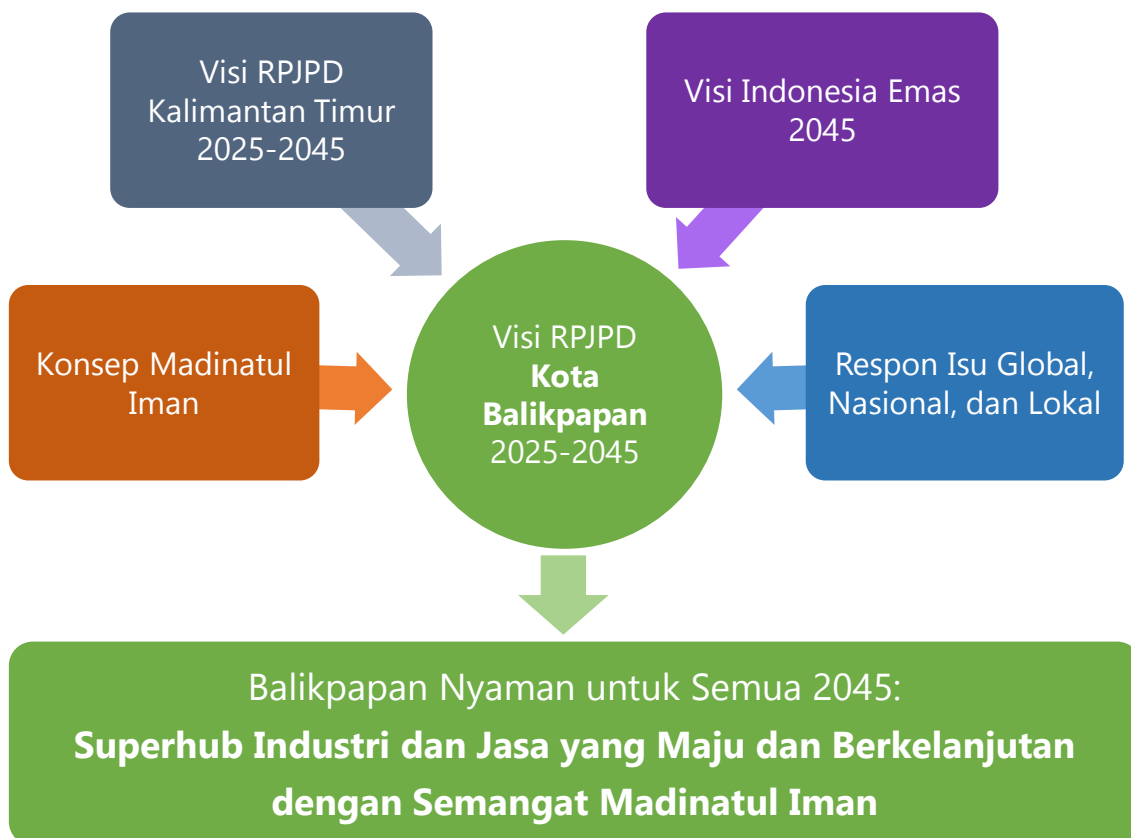 Visi RPJPD
Kalimantan Timur
2025-2045
Visi Indonesia Emas
2045
Konsep Madinatul
Iman
Visi RPJPD
Kota
Balikpapan
2025-2045
Respon Isu Global,
Nasional, dan Lokal
Balikpapan Nyaman untuk Semua 2045:
Superhub Industri dan Jasa yang Maju dan Berkelanjutan
dengan Semangat Madinatul Iman